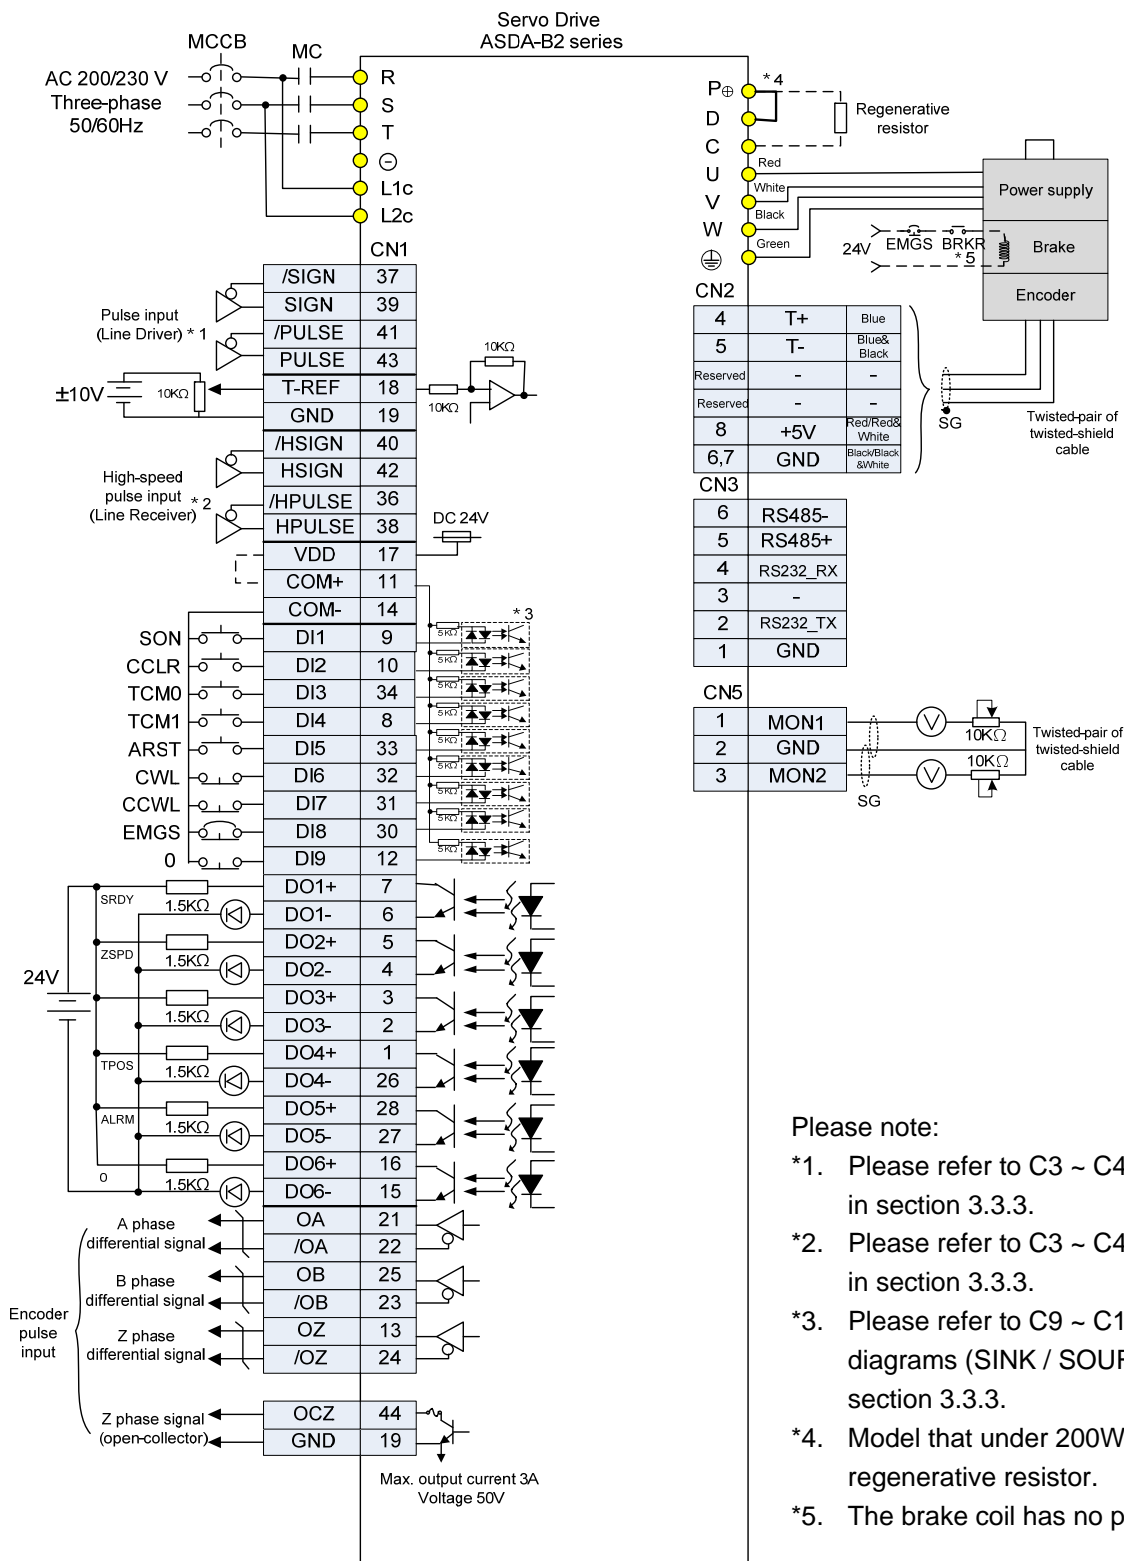 Servo Drive
ASDA-B2 series
MCCB
MC
AC 200/230 V
Three-phase
50/60Hz
R
S
T
L1c
L2c
P
*4
D
C
Regenerative
resistor
U
Red
V
White
W
Black
Green
Power supply
24V
EMGS
BRKR
*5
Brake
Encoder
CN1
/SIGN 37
SIGN 39
/PULSE 41
PULSE 43
T-REF 18
GND 19
/HSIGN 40
HSIGN 42
/HPULSE 36
HPULSE 38
VDD 17
COM+ 11
COM- 14
DI1 9
DI2 10
DI3 34
DI4 8
DI5 33
DI6 32
DI7 31
DI8 30
DI9 12
DO1+ 7
DO1- 6
DO2+ 5
DO2- 4
DO3+ 3
DO3- 2
DO4+ 1
DO4- 26
DO5+ 28
DO5- 27
DO6+ 16
DO6- 15
OA 21
/OA 22
OB 25
/OB 23
OZ 13
/OZ 24
OCZ 44
GND 19
Pulse input
(Line Driver) * 1
±10V
10KΩ
10KΩ
10KΩ
High-speed
pulse input
(Line Receiver)
* 2
DC 24V
* 3
5KΩ
5KΩ
5KΩ
5KΩ
5KΩ
5KΩ
5KΩ
5KΩ
5KΩ
SON
CCLR
TCM0
TCM1
ARST
CWL
CCWL
EMGS
0
24V
SRDY
1.5KΩ
ZSPD
1.5KΩ
1.5KΩ
TPOS
1.5KΩ
ALRM
1.5KΩ
0
1.5KΩ
Encoder
pulse
input
A phase
differential signal
B phase
differential signal
Z phase
differential signal
Z phase signal
(open-collector)
Max. output current 3A
Voltage 50V
CN2
4 T+ Blue
5 T- Blue&
Black
Reserved - -
Reserved - -
8 +5V Red/Red&
White
6,7 GND Black/Black
&White
SG
Twisted-pair of
twisted-shield
cable
CN3
6 RS485-
5 RS485+
4 RS232_RX
3 -
2 RS232_TX
1 GND
CN5
1 MON1
2 GND
3 MON2
SG
V
V
10KΩ
10KΩ
Twisted-pair of
twisted-shield
cable
Please note:
*1. Please refer to C3 ~ C4
in section 3.3.3.
*2. Please refer to C3 ~ C4
in section 3.3.3.
*3. Please refer to C9 ~ C1
diagrams (SINK / SOUR
section 3.3.3.
*4. Model that under 200W
regenerative resistor.
*5. The brake coil has no p